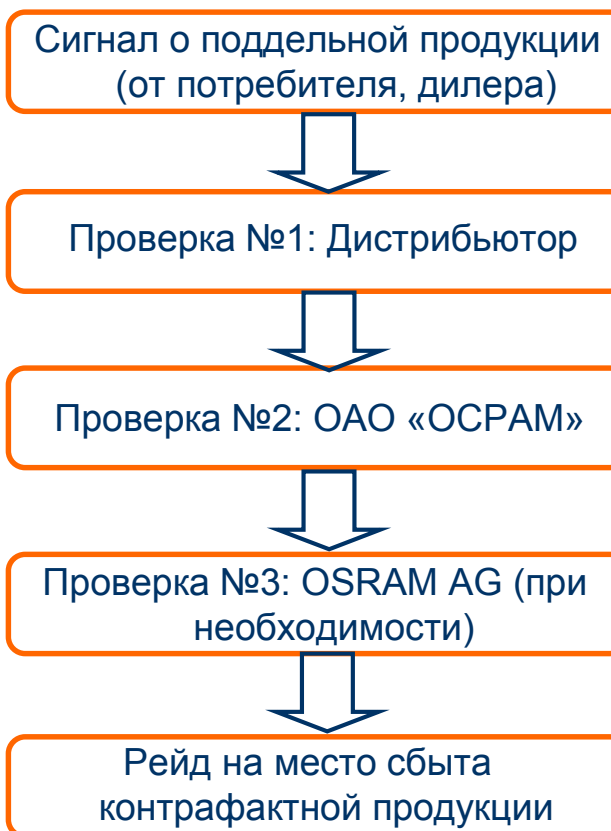 Сигнал о поддельной продукции
(от потребителя, дилера)
Проверка №1: Дистрибьютор
Проверка №2: ОАО «ОСРАМ»
Проверка №3: OSRAM AG (при
необходимости)
Рейд на место сбыта
контрафактной продукции